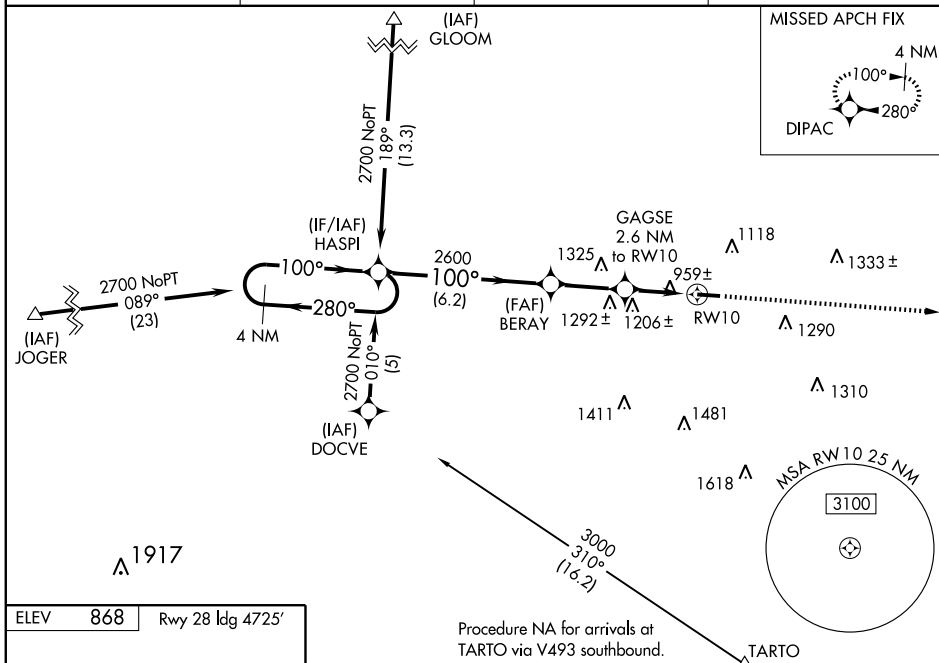 (IAF)
GLOOM
2700 NoPT
189°
(13.3)
MISSED APCH FIX
4 NM
100°
280°
DIPAC
(IF/IAF)
HASPI
100°
280°
4 NM
2600
100°
(6.2)
2700 NoPT
089°
(23)
(IAF)
JOGER
2700 NoPT
010°
(5)
(IAF)
DOCVE
(FAF)
BERAY
GAGSE
2.6 NM
to RW10
1325
1292 ±
1206 ±
959±
RW10
1118
1333 ±
1290
1310
1411
1481
1618
MSA RW10 25 NM
3100
1917
3000
310°
(16.2)
TARTO
Procedure NA for arrivals at
TARTO via V493 southbound.
ELEV 868 Rwy 28 ldg 4725'